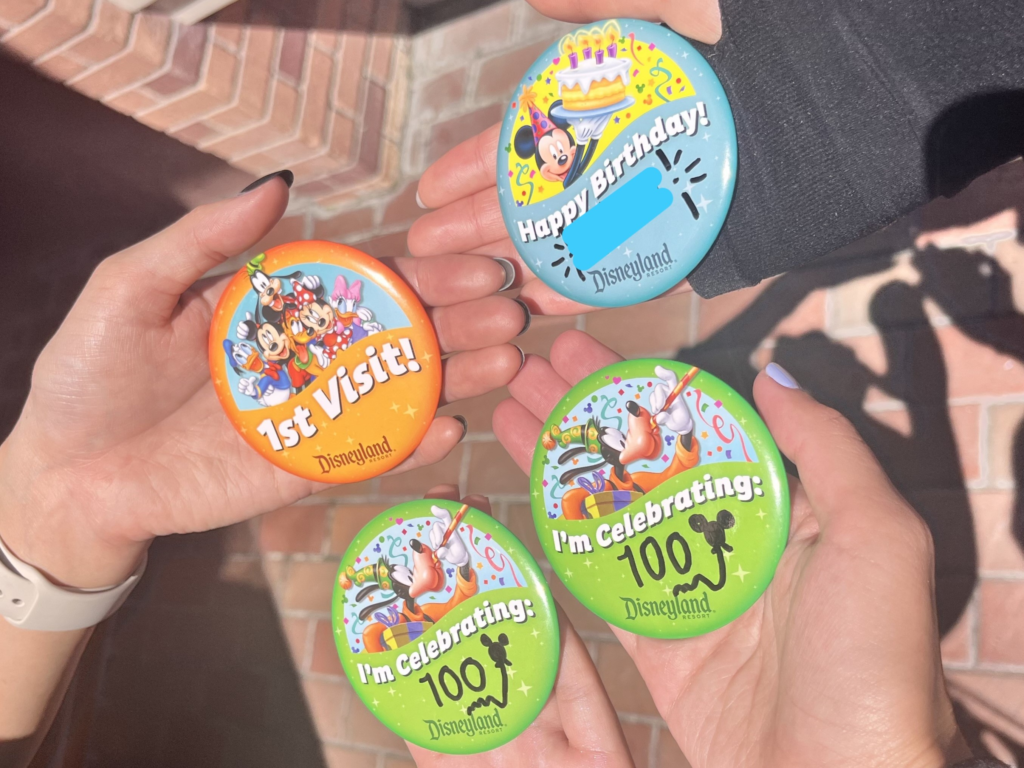 Happy Birthday!
Disneyland
RESORT
1st Visit!
Disneyland
RESORT
I'm Celebrating:
100
Disneyland
RESORT
I'm Celebrating:
100
Disneyland
RESORT